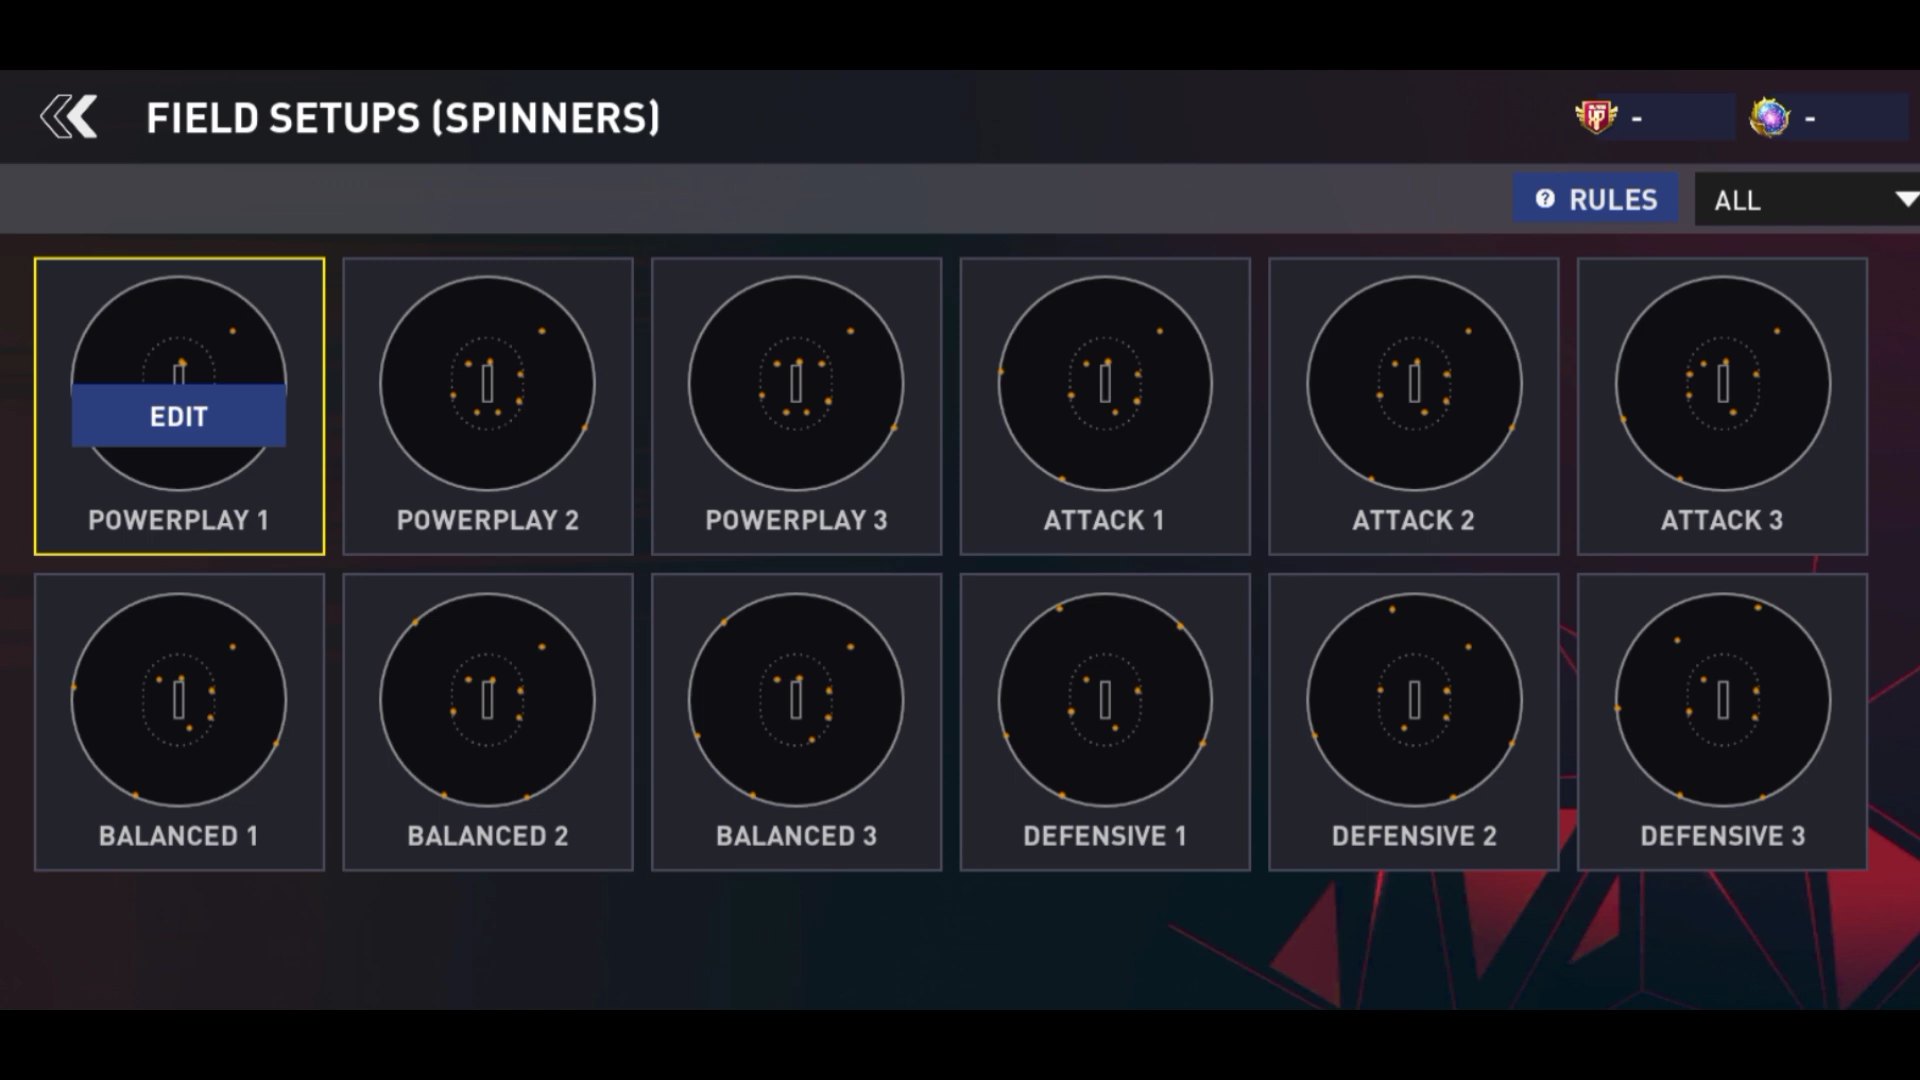 FIELD SETUPS (SPINNERS)
XP -
-
? RULES
ALL
EDIT
POWERPLAY 1
POWERPLAY 2
POWERPLAY 3
ATTACK 1
ATTACK 2
ATTACK 3
BALANCED 1
BALANCED 2
BALANCED 3
DEFENSIVE 1
DEFENSIVE 2
DEFENSIVE 3